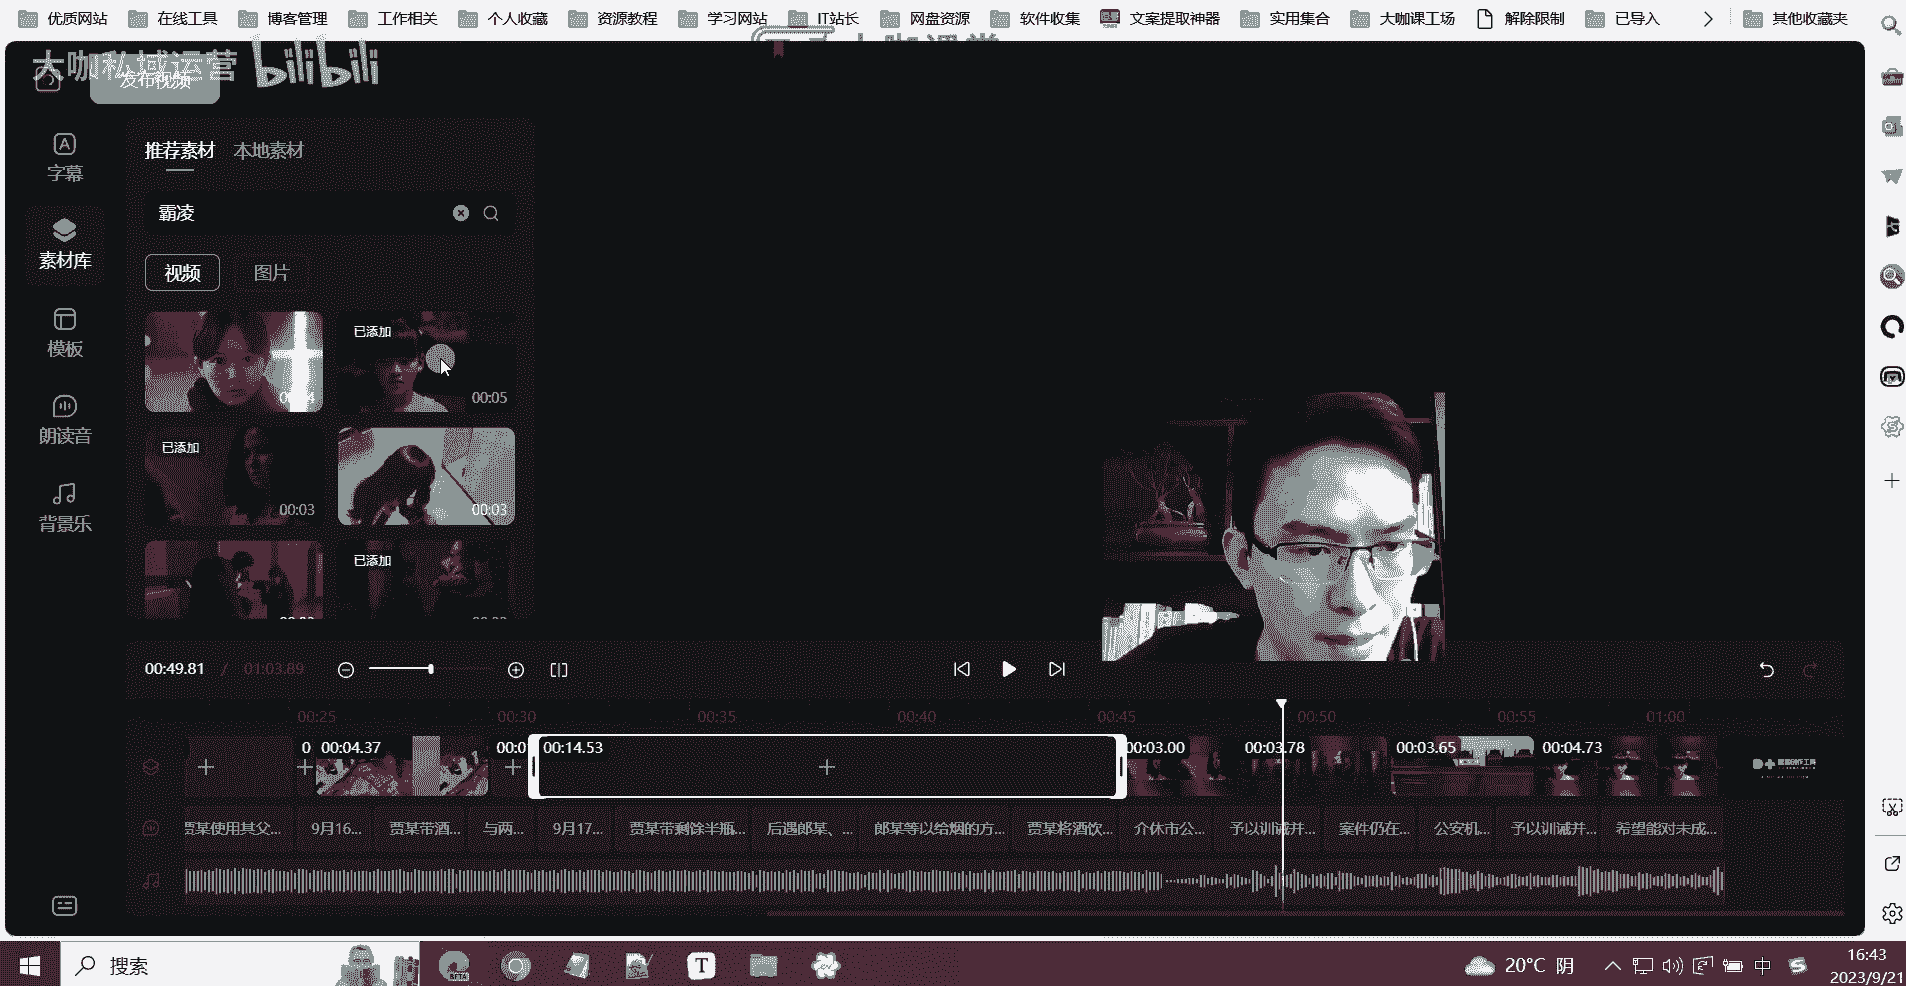 优质网站 在线工具 博客管理 工作相关 个人收藏 资源教程 学习网站 IT站长 网盘资源 软件收集 文案提取神器 实用集合 大咖课工场 解除限制 已导入 其他收藏夹
大咖私域运营 bilibili
发布视频
推荐素材 本地素材
字幕
霸凌
素材库
视频 图片
模板
已添加
00:05
朗读音
已添加
00:03 00:03
背景乐
已添加
00:49.81 / 01:03.89
00:25 00:30 00:35 00:40 00:45 00:50 00:55 01:00
00:04.37 00:14.53 00:03.00 00:03.78 00:03.65 00:04.73
贾某使用其父... 9月16... 贾某带酒... 与两... 9月17... 贾某带剩馀半瓶... 后遇郎某、... 郎某等以给烟的方... 贾某将酒饮... 介休市公... 予以训诫并... 案件仍在... 公安机... 予以训诫并... 希望能对未成...
搜索
BETA
T
20°C 阴
中
16:43
2023/9/21